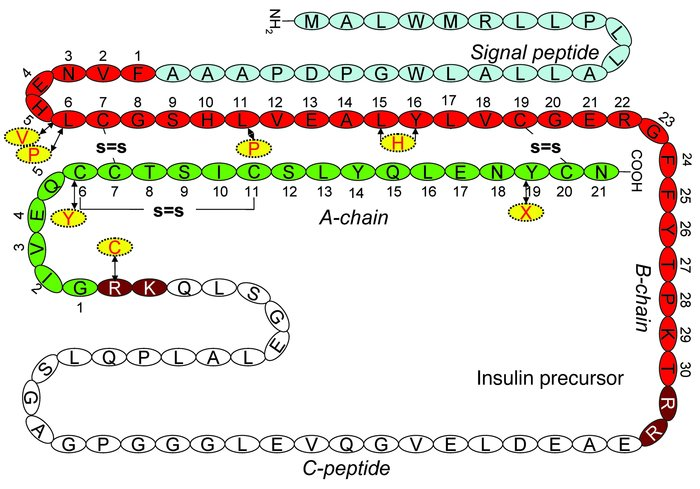 NH₂ M A L W M R L L P L
Signal peptide L
4 3 2 1
E N V F A A A P D P G W L A L L A L
5 6 7 8 9 10 11 12 13 14 15 16 17 18 19 20 21 22 23
H L C G S H L V E A L Y L V C G E R G
V P P H
s=s s=s
5 Q C C T S I C S L Y Q L E N Y C N COOH F 24
6 7 8 9 10 11 12 13 14 15 16 17 18 19 20 21
4 E Y s=s A-chain X F 25
3 V C Y 26
2 I G R K Q L S T 27
1 G B-chain P 28
E K 29
S L Q P L A L T 30
Insulin precursor
G R
A G P G G G L E V Q G V E L D E A E R
C-peptide